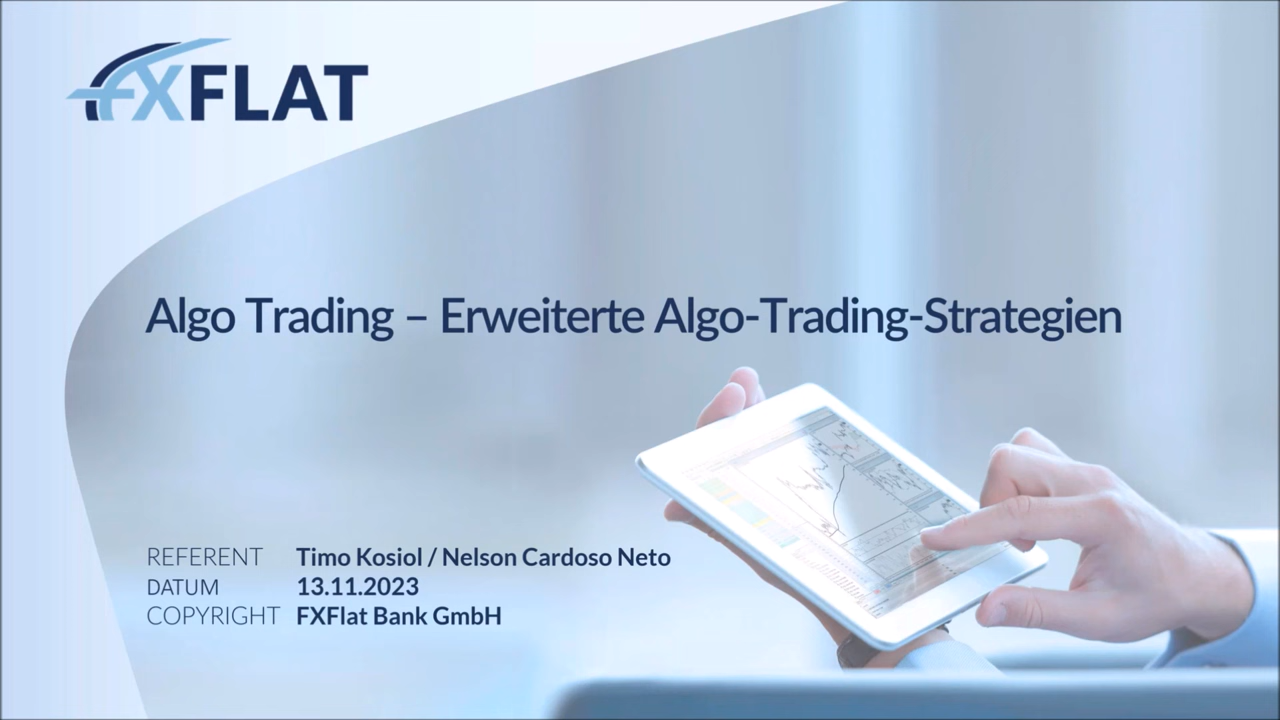 FXFLAT
Algo Trading – Erweiterte Algo-Trading-Strategien
REFERENT Timo Kosiol / Nelson Cardoso Neto
DATUM 13.11.2023
COPYRIGHT FXFlat Bank GmbH